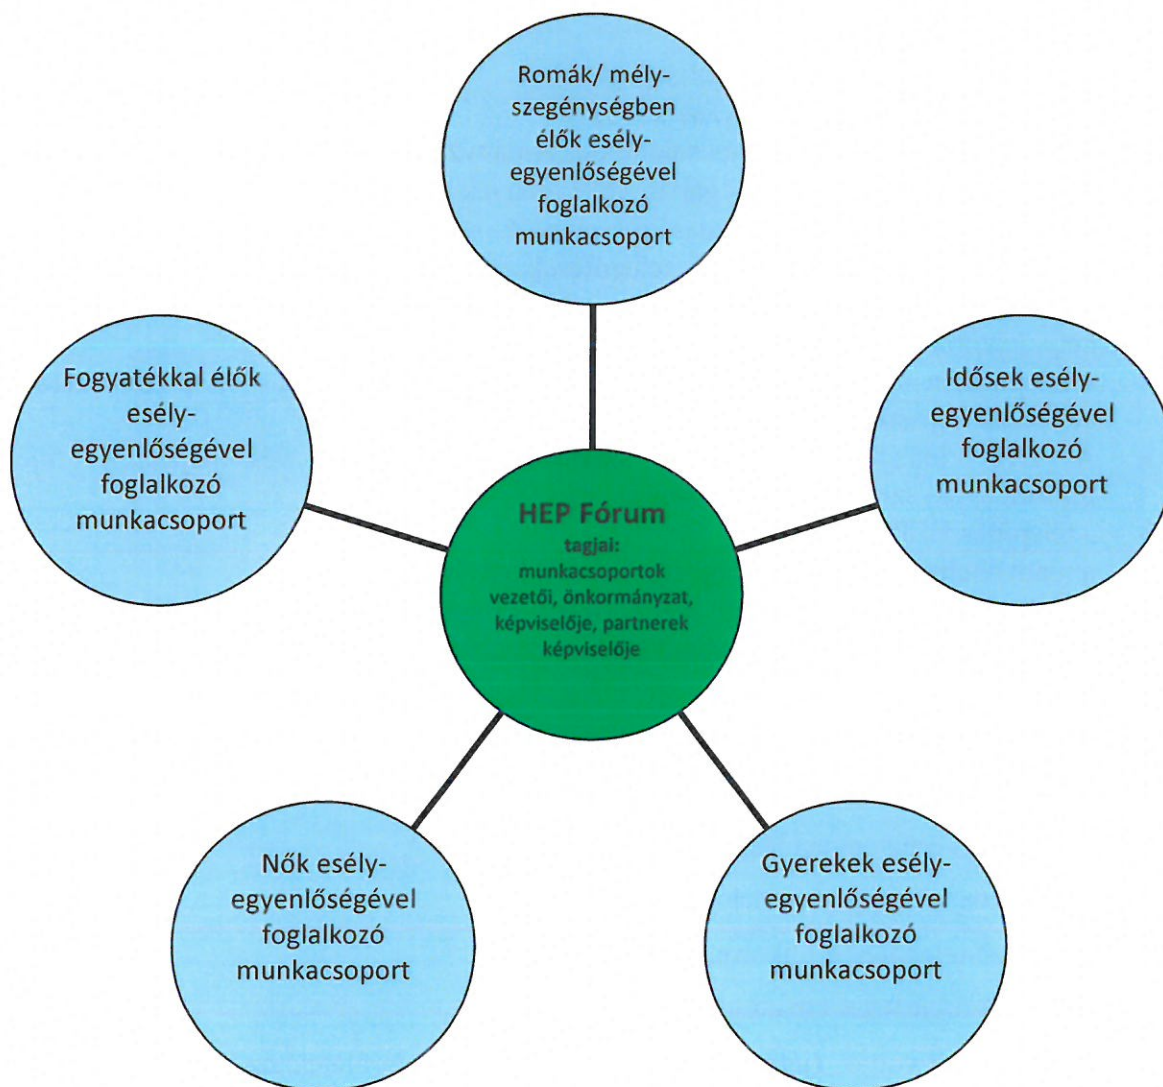 Romák/ mély-
szegénységben
élők esély-
egyenlőségével
foglalkozó
munkacsoport
Fogyatékkal élők
esély-
egyenlőségével
foglalkozó
munkacsoport
Idősek esély-
egyenlőségével
foglalkozó
munkacsoport
HEP Fórum
tagjai:
munkacsoportok
vezetői, önkormányzat,
képviselője, partnerek
képviselője
Nők esély-
egyenlőségével
foglalkozó
munkacsoport
Gyerekek esély-
egyenlőségével
foglalkozó
munkacsoport